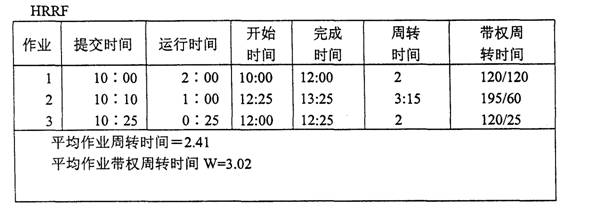 HRRF
作业 提交时间 运行时间 开始时间 完成时间 周转时间 带权周转时间
1 10：00 2：00 10:00 12:00 2 120/120
2 10：10 1：00 12:25 13:25 3:15 195/60
3 10：25 0：25 12:00 12:25 2 120/25
平均作业周转时间＝2.41
平均作业带权周转时间 W=3.02